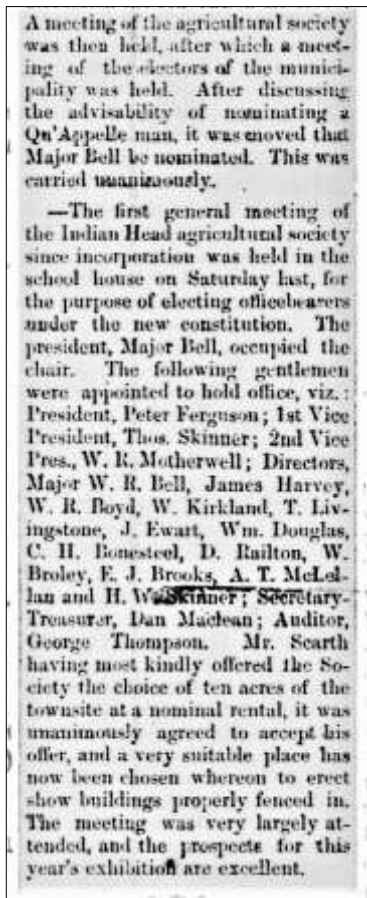 A meeting of the agricultural society
was then held, after which a meet-
ing of the electors of the munici-
pality was held. After discussing
the advisability of nominating a
Qu'Appelle man, it was moved that
Major Bell be nominated. This was
carried unanimously.
—The first general meeting of
the Indian Head agricultural society
since incorporation was held in the
school house on Saturday last, for
the purpose of electing officebearers
under the new constitution. The
president, Major Bell, occupied the
chair. The following gentlemen
were appointed to hold office, viz.:
President, Peter Ferguson; 1st Vice
President, Thos. Skinner; 2nd Vice
Pres., W. R. Motherwell; Directors,
Major W. R. Bell, James Harvey,
W. R. Boyd, W. Kirkland, T. Liv-
ingstone, J. Ewart, Wm. Douglas,
C. H. Bonesteel, D. Railton, W.
Broley, E. J. Brooks, A. T. McLel-
lan and H. W. Skinner; Secretary-
Treasurer, Dan Maclean; Auditor,
George Thompson. Mr. Scarth
having most kindly offered the So-
ciety the choice of ten acres of the
townsite at a nominal rental, it was
unanimously agreed to accept his
offer, and a very suitable place has
now been chosen whereon to erect
show buildings properly fenced in.
The meeting was very largely at-
tended, and the prospects for this
year's exhibition are excellent.